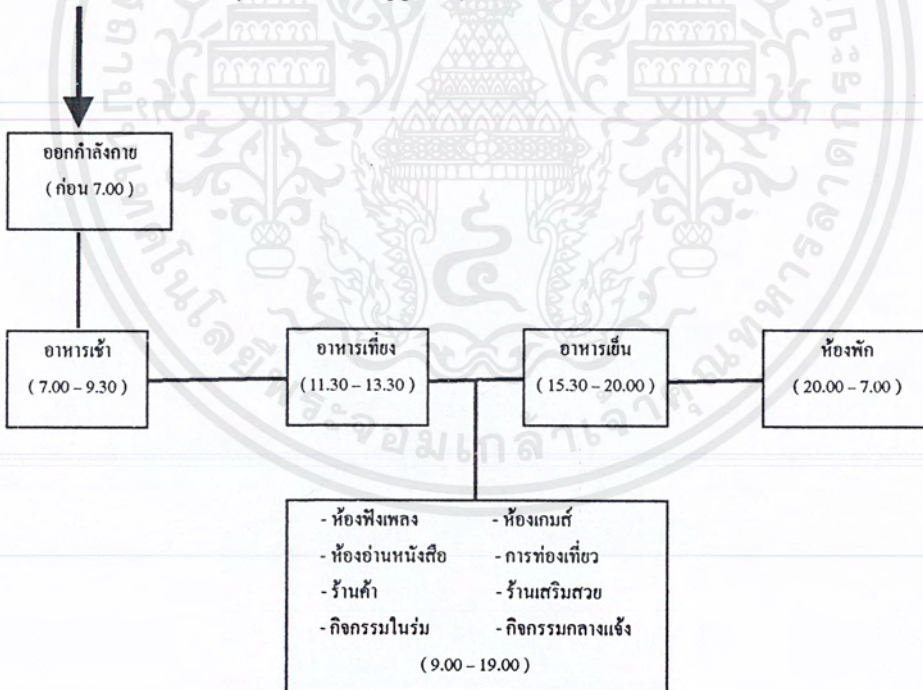 ออกกำลังกาย
( ก่อน 7.00 )
อาหารเช้า
( 7.00 – 9.30 )
อาหารเที่ยง
( 11.30 – 13.30 )
อาหารเย็น
( 15.30 – 20.00 )
ห้องพัก
( 20.00 – 7.00 )
- ห้องฟังเพลง - ห้องเกมส์
- ห้องอ่านหนังสือ - การท่องเที่ยว
- ร้านค้า - ร้านเสริมสวย
- กิจกรรมในร่ม - กิจกรรมกลางแจ้ง
( 9.00 – 19.00 )